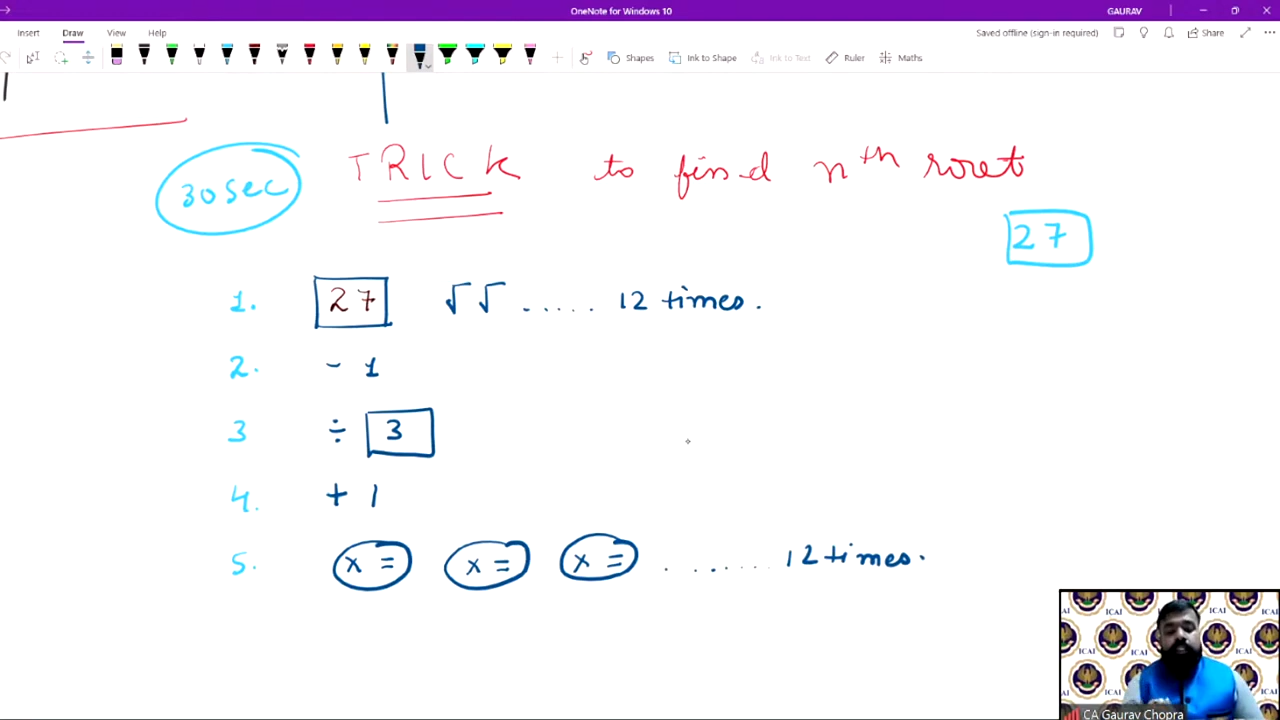 OneNote for Windows 10
GAURAV
Insert Draw View Help
Saved offline (sign-in required)
Share
Shapes
Ink to Shape
Ink to Text
Ruler
Maths
30 sec
TRICK to find nth root
27
1. 27 √ √ ..... 12 times.
2. - 1
3 ÷ 3
4. + 1
5. x = x = x = ....... 12 times.
ICAI ICAI
CA Gaurav Chopra